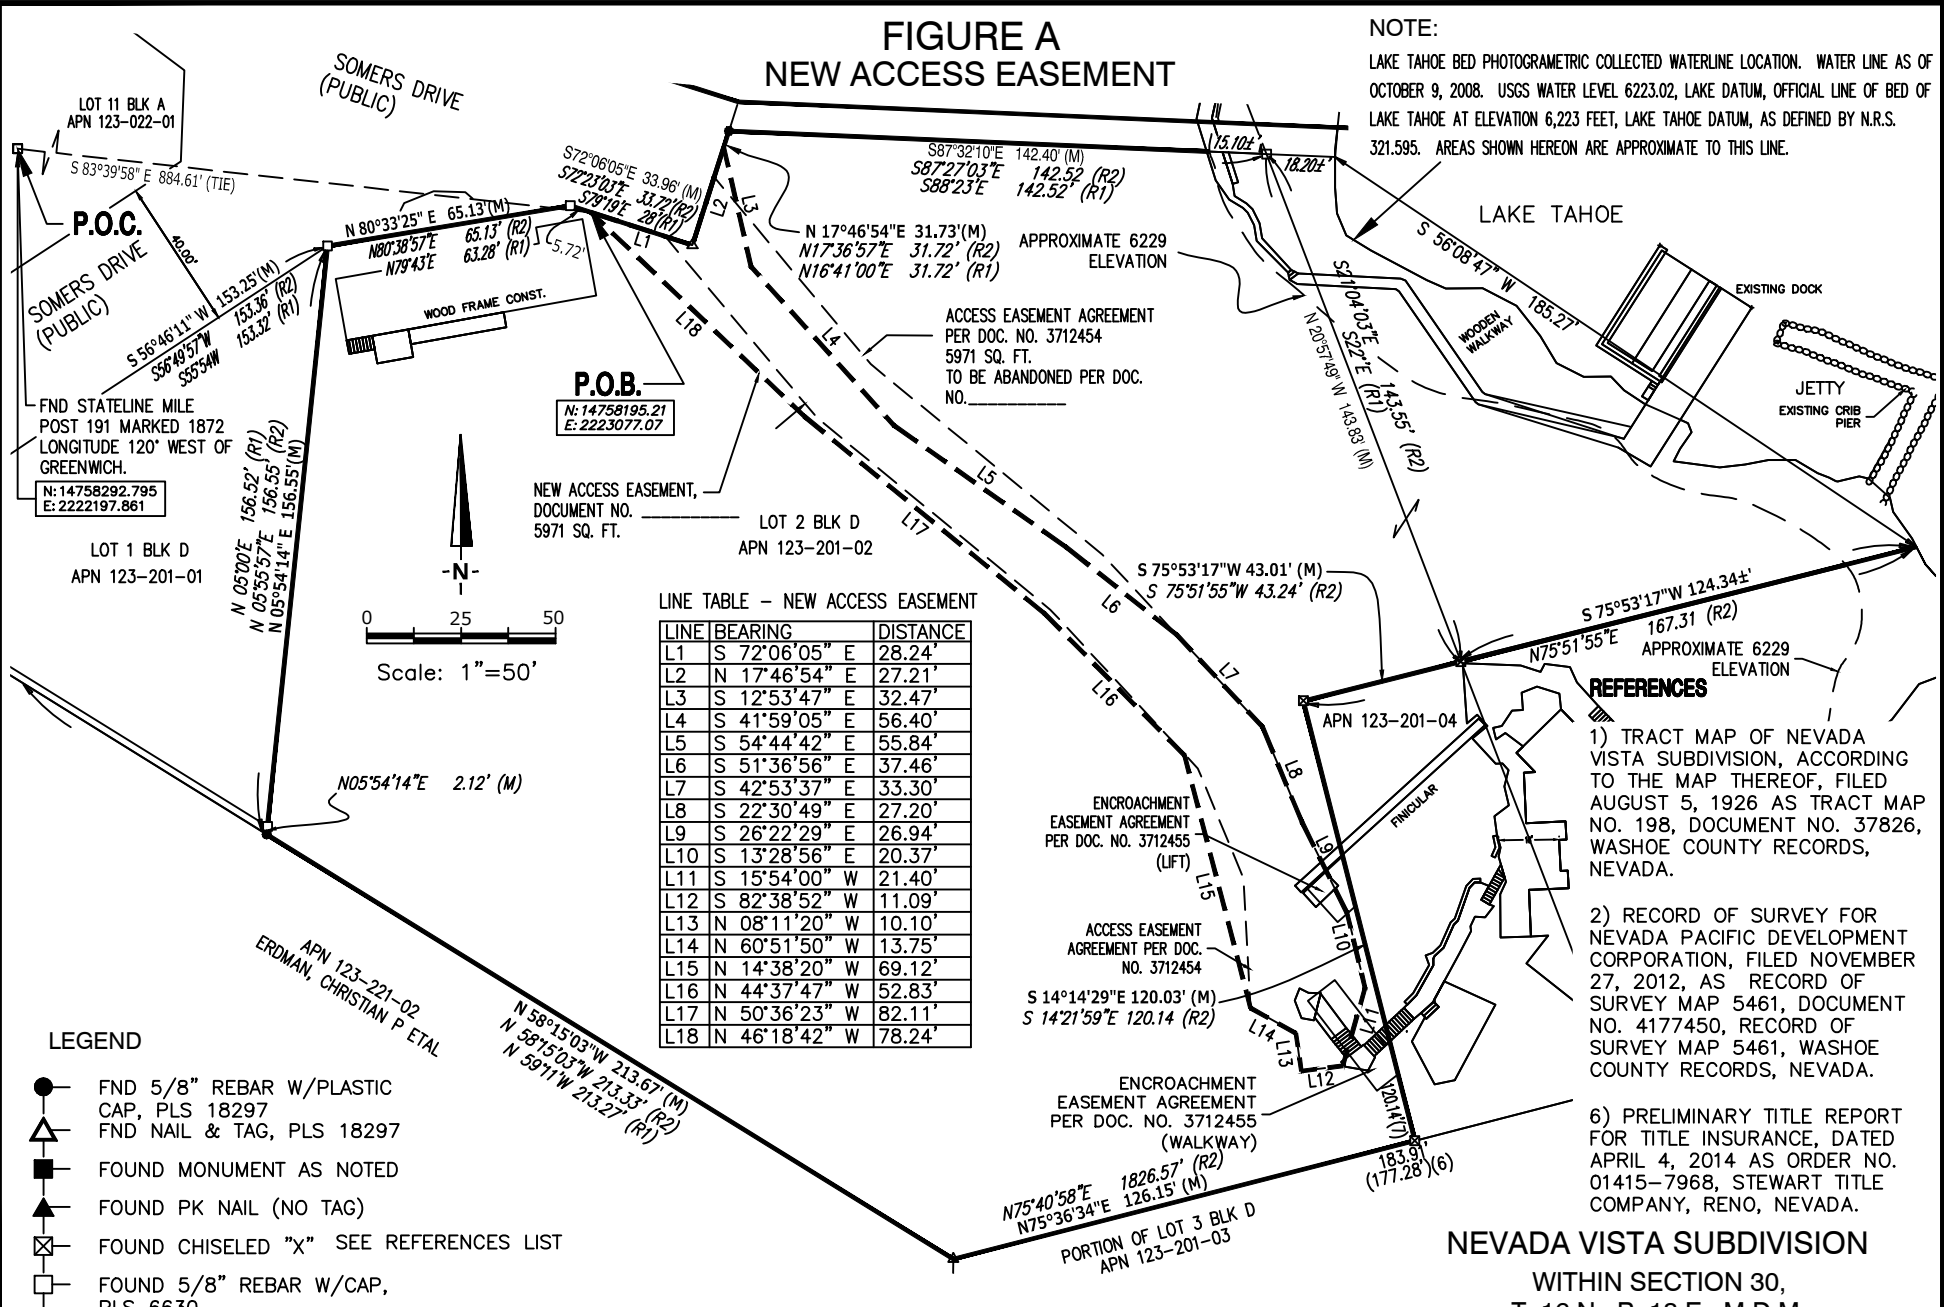 FIGURE A
NEW ACCESS EASEMENT
NOTE:
LAKE TAHOE BED PHOTOGRAMETRIC COLLECTED WATERLINE LOCATION. WATER LINE AS OF
OCTOBER 9, 2008. USGS WATER LEVEL 6223.02, LAKE DATUM, OFFICIAL LINE OF BED OF
LAKE TAHOE AT ELEVATION 6,223 FEET, LAKE TAHOE DATUM, AS DEFINED BY N.R.S.
321.595. AREAS SHOWN HEREON ARE APPROXIMATE TO THIS LINE.
SOMERS DRIVE
(PUBLIC)
LOT 11 BLK A
APN 123-022-01
S 83°39'58" E 884.61' (TIE)
P.O.C.
40.00'
SOMERS DRIVE
(PUBLIC)
S 56°46'11" W 153.25'(M)
S56°49'57"W 153.36' (R2)
S55°54W 153.32' (R1)
N 80°33'25" E 65.13'(M)
N80°38'57"E 65.13' (R2)
N79°43'E 63.28' (R1)
5.72'
WOOD FRAME CONST.
S72°06'05"E 33.96' (M)
S72°23'03"E 33.72'(R2)
S79°19'E 28'(R1)
L1
L2
L3
S87°32'10"E 142.40' (M)
S87°27'03"E 142.52 (R2)
S88°23'E 142.52' (R1)
15.10±
18.20±'
N 17°46'54"E 31.73'(M)
N17°36'57"E 31.72' (R2)
N16°41'00"E 31.72' (R1)
APPROXIMATE 6229
ELEVATION
LAKE TAHOE
S 56°08'47" W 185.27'
EXISTING DOCK
WOODEN
WALKWAY
JETTY
EXISTING CRIB
PIER
S21°04'03"E 143.55' (R2)
S22°E (R1)
N 20°57'49" W 143.83' (M)
ACCESS EASEMENT AGREEMENT
PER DOC. NO. 3712454
5971 SQ. FT.
TO BE ABANDONED PER DOC.
NO.__________
L18
L4
P.O.B.
N: 14758195.21
E: 2223077.07
FND STATELINE MILE
POST 191 MARKED 1872
LONGITUDE 120° WEST OF
GREENWICH.
N: 14758292.795
E: 2222197.861
N 05°00'E 156.52' (R1)
N 05°55'57"E 156.55' (R2)
N 05°54'14" E 156.55'(M)
LOT 1 BLK D
APN 123-201-01
-N-
0 25 50
Scale: 1"=50'
NEW ACCESS EASEMENT,
DOCUMENT NO. __________
5971 SQ. FT.
LOT 2 BLK D
APN 123-201-02
L5
L17
L6
L16
L7
L8
L9
L15
L10
L11
L14
L13
L12
S 75°53'17"W 43.01' (M)
S 75°51'55"W 43.24' (R2)
S 75°53'17"W 124.34±'
N75°51'55"E 167.31 (R2)
APPROXIMATE 6229
ELEVATION
LINE TABLE – NEW ACCESS EASEMENT
LINE BEARING DISTANCE
L1 S 72°06'05" E 28.24'
L2 N 17°46'54" E 27.21'
L3 S 12°53'47" E 32.47'
L4 S 41°59'05" E 56.40'
L5 S 54°44'42" E 55.84'
L6 S 51°36'56" E 37.46'
L7 S 42°53'37" E 33.30'
L8 S 22°30'49" E 27.20'
L9 S 26°22'29" E 26.94'
L10 S 13°28'56" E 20.37'
L11 S 15°54'00" W 21.40'
L12 S 82°38'52" W 11.09'
L13 N 08°11'20" W 10.10'
L14 N 60°51'50" W 13.75'
L15 N 14°38'20" W 69.12'
L16 N 44°37'47" W 52.83'
L17 N 50°36'23" W 82.11'
L18 N 46°18'42" W 78.24'
N05°54'14"E 2.12' (M)
APN 123-201-04
FINICULAR
ENCROACHMENT
EASEMENT AGREEMENT
PER DOC. NO. 3712455
(LIFT)
ACCESS EASEMENT
AGREEMENT PER DOC.
NO. 3712454
S 14°14'29"E 120.03' (M)
S 14°21'59"E 120.14 (R2)
ENCROACHMENT
EASEMENT AGREEMENT
PER DOC. NO. 3712455
(WALKWAY)
120.14'(7)
183.9'
(177.28')(6)
APN 123-221-02
ERDMAN, CHRISTIAN P ETAL
N 58°15'03"W 213.67' (M)
N 58°15'03"W 213.33' (R2)
N 59°11'W 213.27' (R1)
N75°40'58"E 1826.57' (R2)
N75°36'34"E 126.15' (M)
PORTION OF LOT 3 BLK D
APN 123-201-03
REFERENCES
1) TRACT MAP OF NEVADA
VISTA SUBDIVISION, ACCORDING
TO THE MAP THEREOF, FILED
AUGUST 5, 1926 AS TRACT MAP
NO. 198, DOCUMENT NO. 37826,
WASHOE COUNTY RECORDS,
NEVADA.
2) RECORD OF SURVEY FOR
NEVADA PACIFIC DEVELOPMENT
CORPORATION, FILED NOVEMBER
27, 2012, AS RECORD OF
SURVEY MAP 5461, DOCUMENT
NO. 4177450, RECORD OF
SURVEY MAP 5461, WASHOE
COUNTY RECORDS, NEVADA.
6) PRELIMINARY TITLE REPORT
FOR TITLE INSURANCE, DATED
APRIL 4, 2014 AS ORDER NO.
01415-7968, STEWART TITLE
COMPANY, RENO, NEVADA.
LEGEND
FND 5/8" REBAR W/PLASTIC
CAP, PLS 18297
FND NAIL & TAG, PLS 18297
FOUND MONUMENT AS NOTED
FOUND PK NAIL (NO TAG)
FOUND CHISELED "X" SEE REFERENCES LIST
FOUND 5/8" REBAR W/CAP,
PLS 6630
NEVADA VISTA SUBDIVISION
WITHIN SECTION 30,